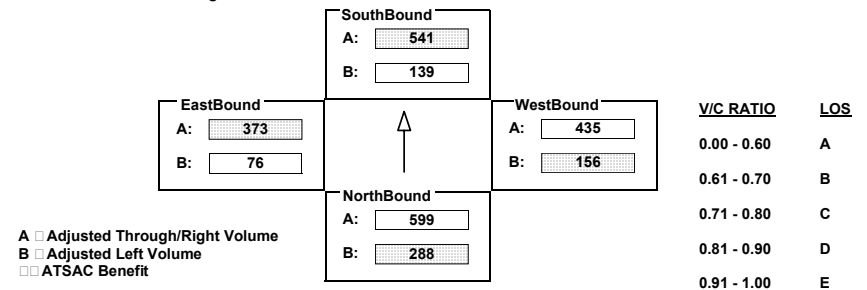 SouthBound
A: 541
B: 139
EastBound
A: 373
B: 76
WestBound
A: 435
B: 156
NorthBound
A: 599
B: 288
A □ Adjusted Through/Right Volume
B □ Adjusted Left Volume
□□ ATSAC Benefit
V/C RATIO LOS
0.00 - 0.60 A
0.61 - 0.70 B
0.71 - 0.80 C
0.81 - 0.90 D
0.91 - 1.00 E